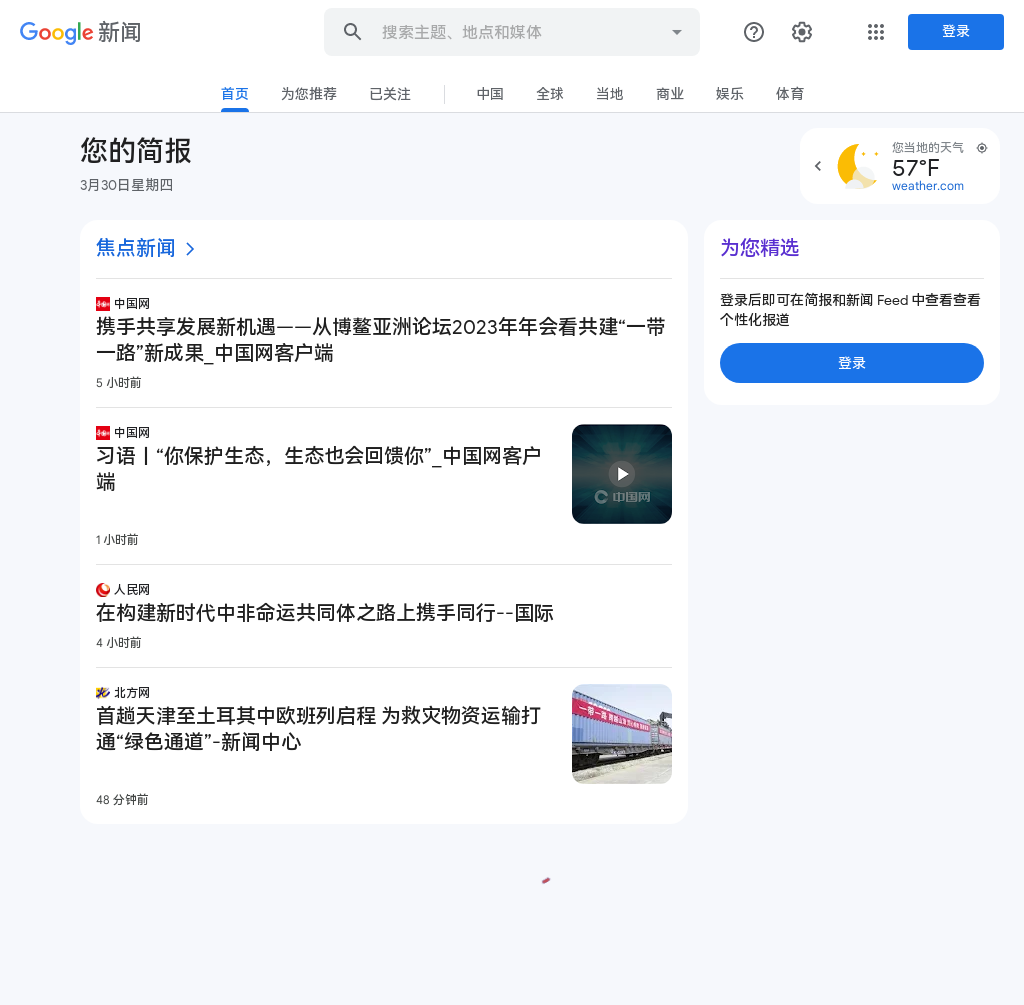 Google 新闻
搜索主题、地点和媒体
登录
首页 为您推荐 已关注 中国 全球 当地 商业 娱乐 体育
您的简报
3月30日星期四
您当地的天气
57°F
weather.com
焦点新闻
中国网
携手共享发展新机遇——从博鳌亚洲论坛2023年年会看共建“一带
一路”新成果_中国网客户端
5 小时前
中国网
习语丨“你保护生态，生态也会回馈你”_中国网客户
端
中国网
1 小时前
人民网
在构建新时代中非命运共同体之路上携手同行--国际
4 小时前
北方网
首趟天津至土耳其中欧班列启程 为救灾物资运输打
通“绿色通道”-新闻中心
一带一路
48 分钟前
为您精选
登录后即可在简报和新闻 Feed 中查看查看
个性化报道
登录